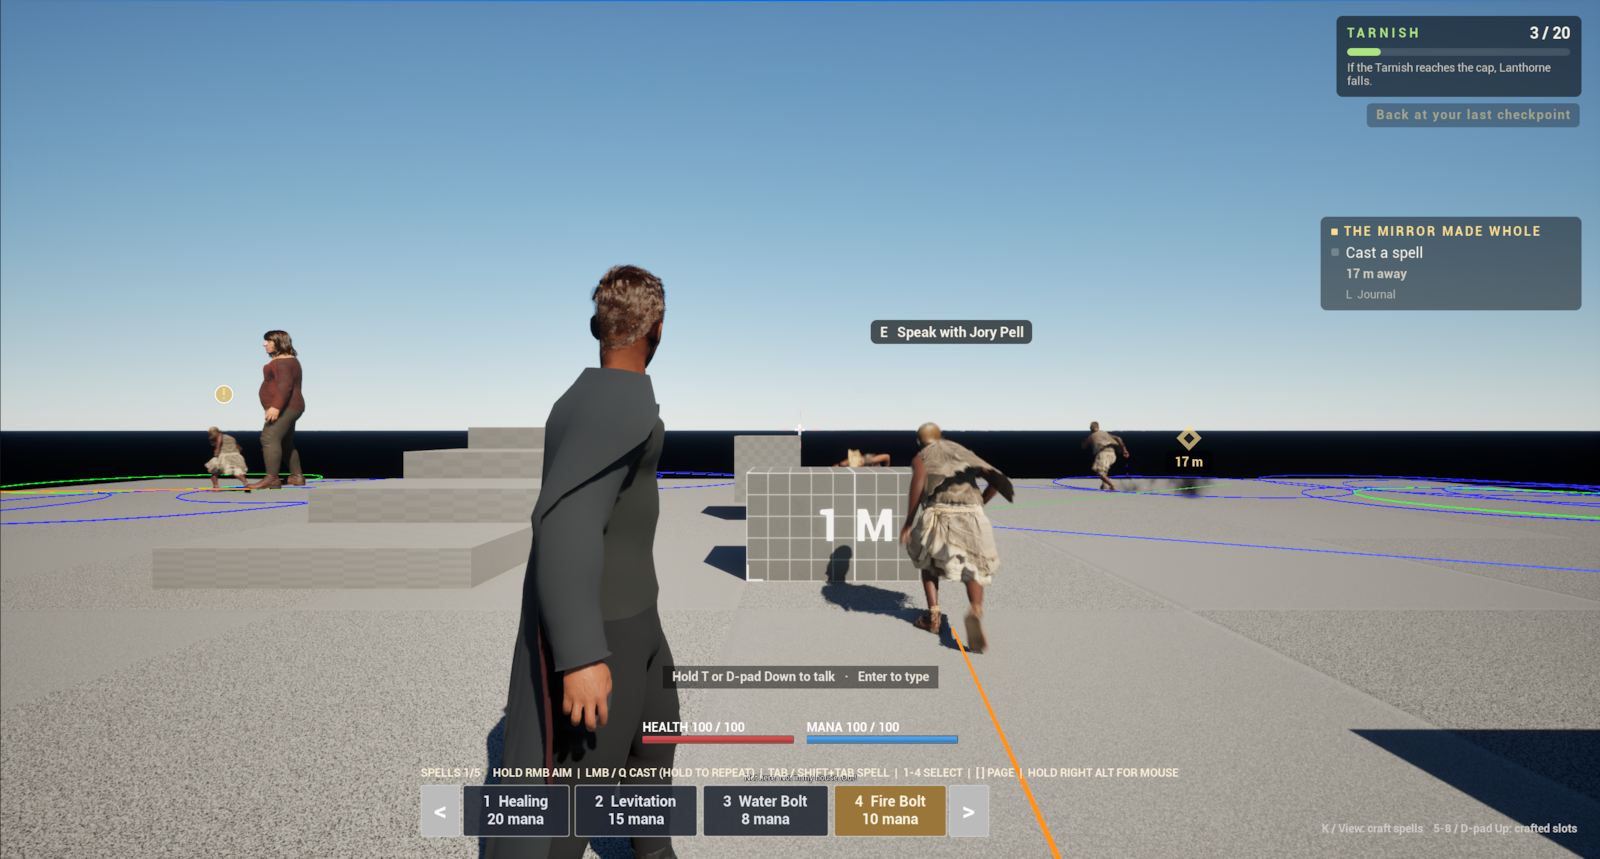 TARNISH 3 / 20
If the Tarnish reaches the cap, Lanthorne
falls.
Back at your last checkpoint
THE MIRROR MADE WHOLE
Cast a spell
17 m away
L Journal
E Speak with Jory Pell
17 m
1 M
Hold T or D-pad Down to talk · Enter to type
HEALTH 100 / 100 MANA 100 / 100
SPELLS 1/5 HOLD RMB AIM | LMB / Q CAST (HOLD TO REPEAT) | TAB / SHIFT+TAB SPELL | 1-4 SELECT | [ ] PAGE | HOLD RIGHT ALT FOR MOUSE
< 1 Healing 2 Levitation 3 Water Bolt 4 Fire Bolt >
20 mana 15 mana 8 mana 10 mana
K / View: craft spells 5-8 / D-pad Up: crafted slots